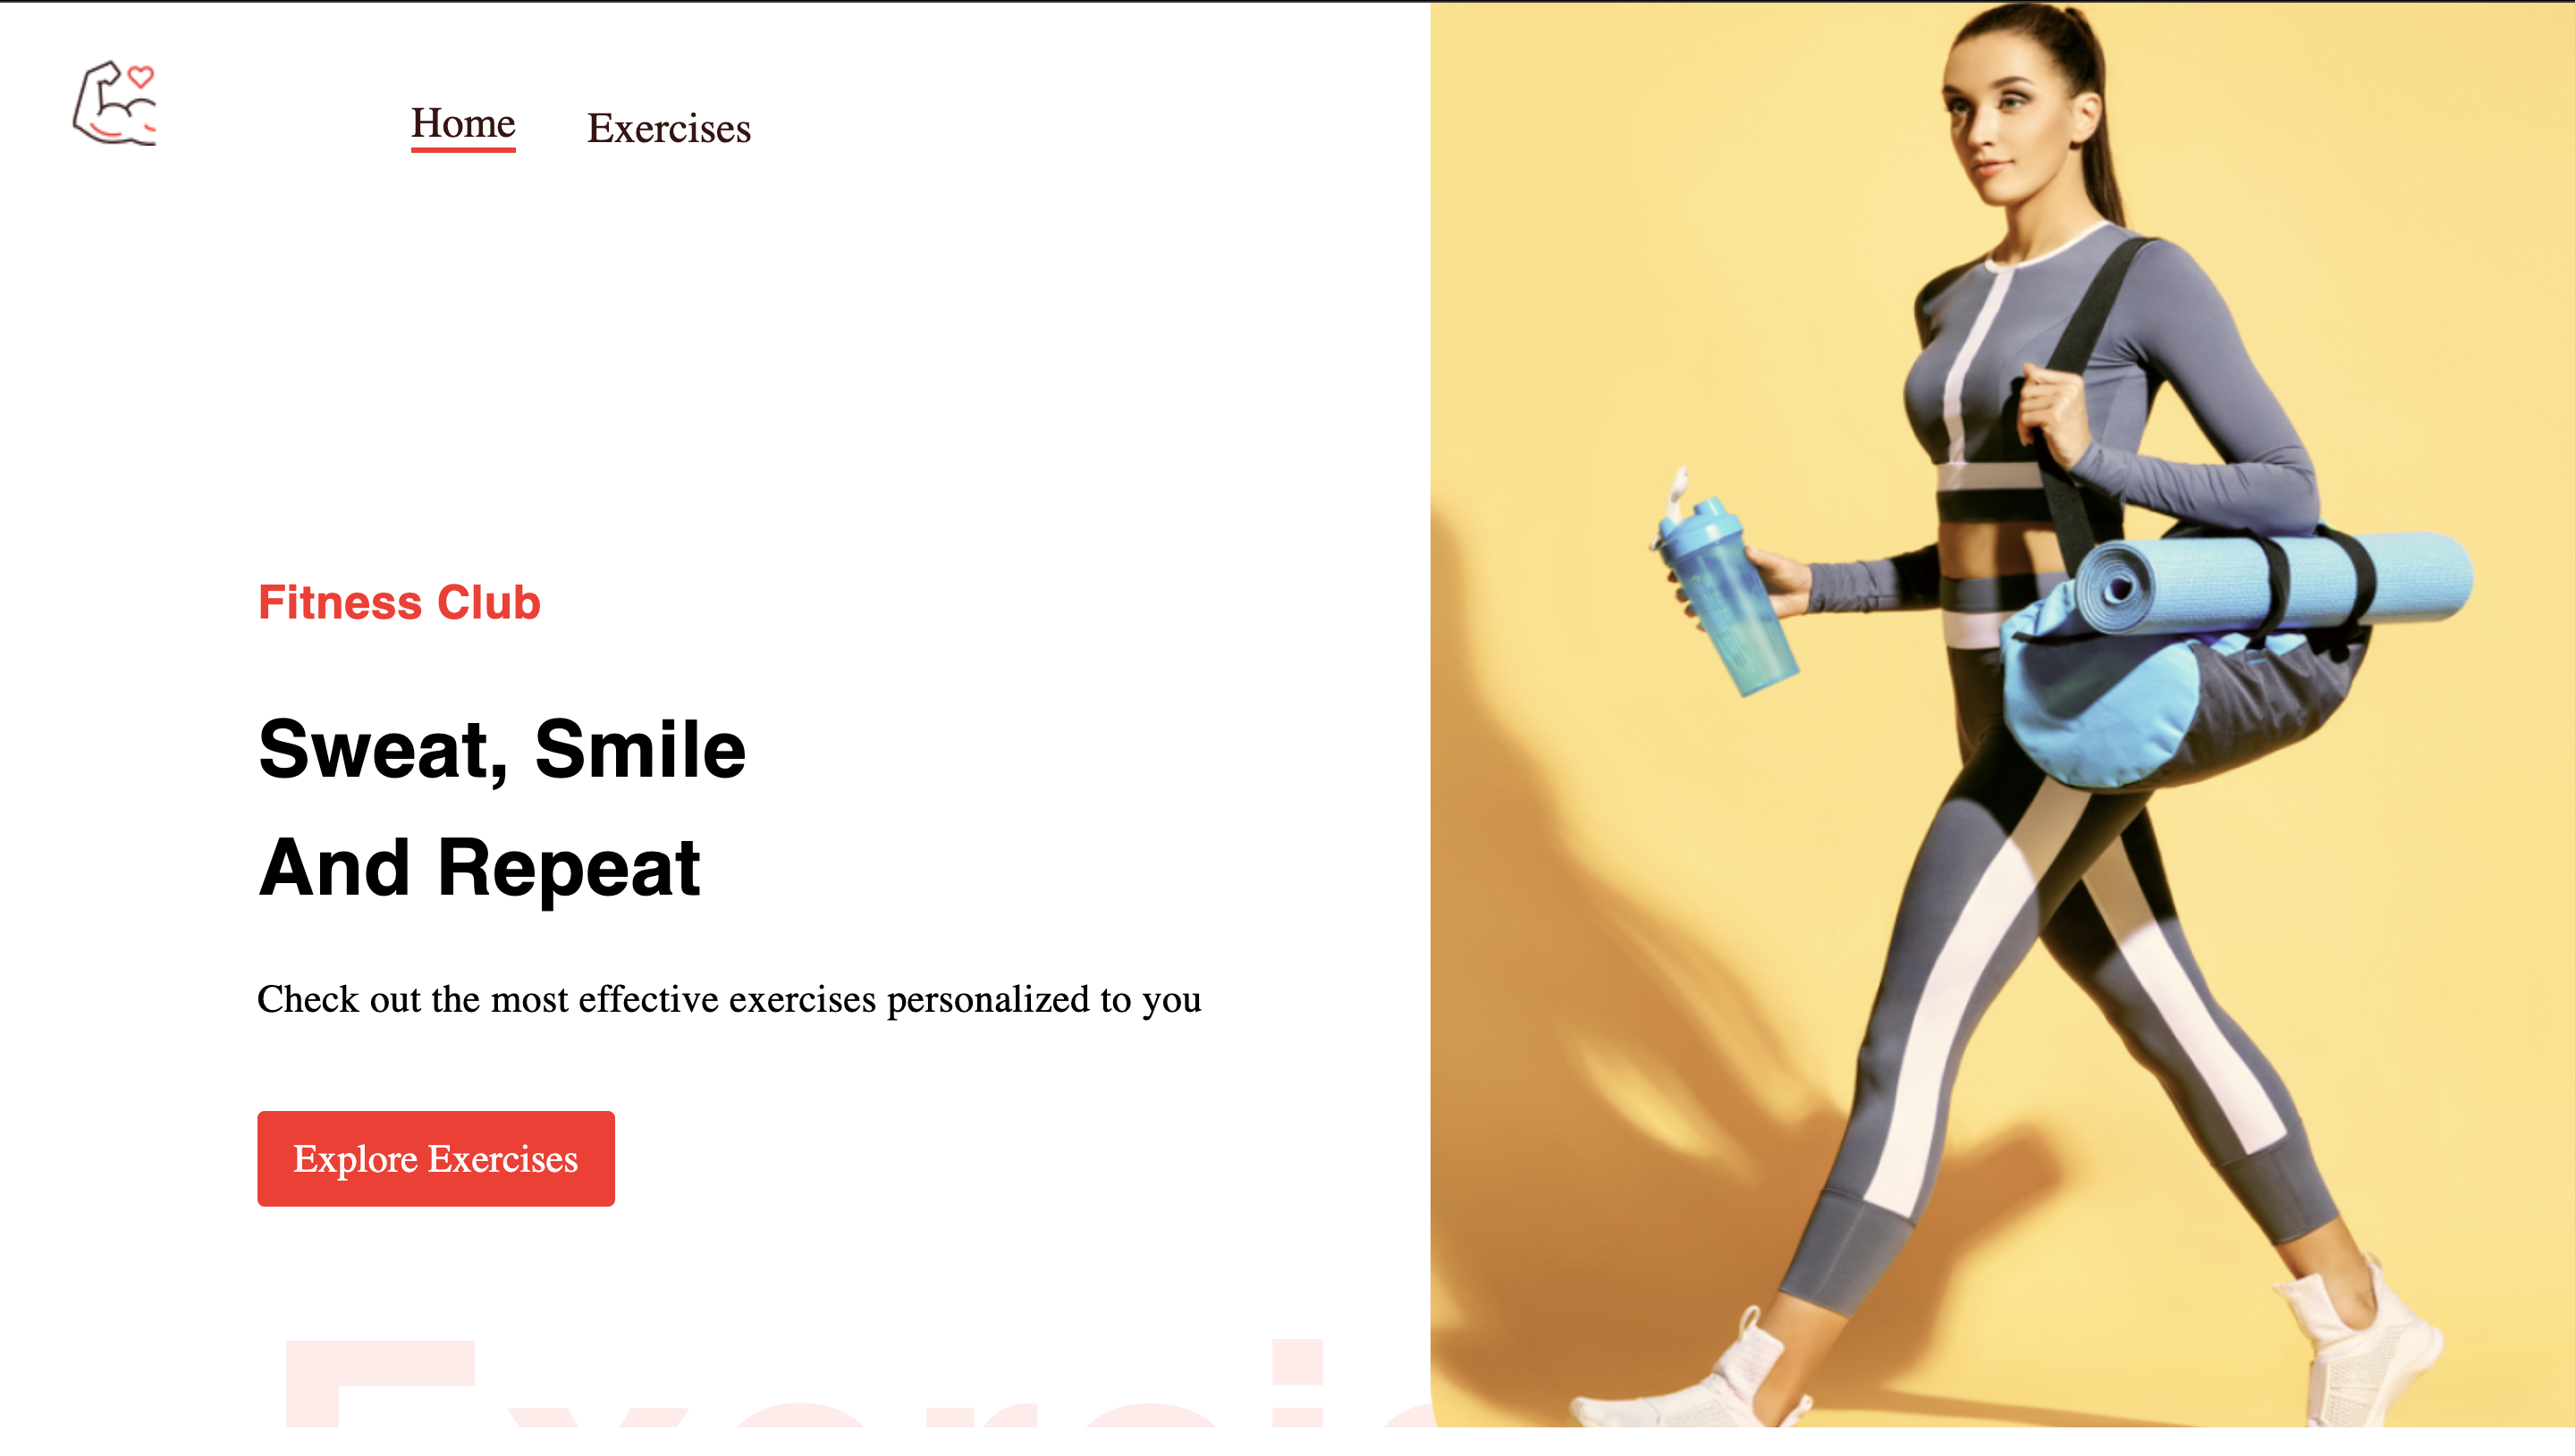 Home
Exercises
Fitness Club
Sweat, Smile
And Repeat
Check out the most effective exercises personalized to you
Explore Exercises